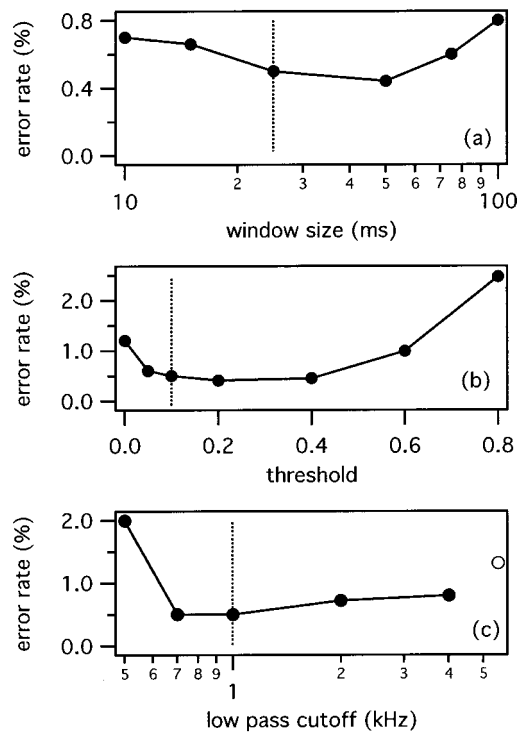 0.8
0.4
0.0
error rate (%)
(a)
2 3 4 5 6 7 8 9
10 100
window size (ms)
2.0
1.0
0.0
error rate (%)
(b)
0.0 0.2 0.4 0.6 0.8
threshold
2.0
1.0
0.0
error rate (%)
(c)
5 6 7 8 9 2 3 4 5
1
low pass cutoff (kHz)